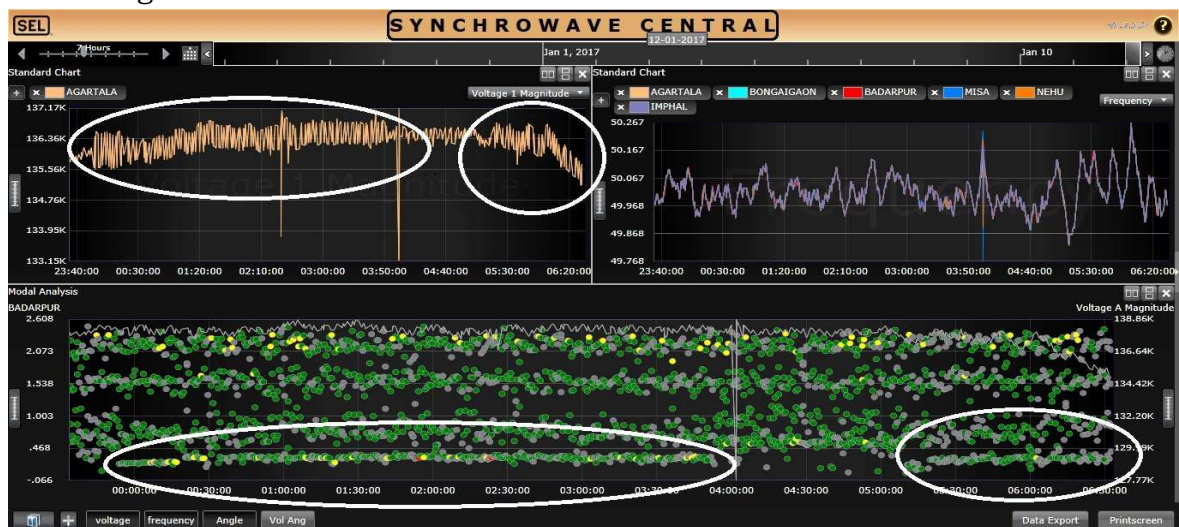 SEL
SYNCHROWAVE CENTRAL
12-01-2017
7 Hours
Jan 1, 2017
Jan 10
Standard Chart
AGARTALA
Voltage 1 Magnitude
137.17K
136.36K
135.56K
134.76K
133.95K
133.15K
23:40:00 00:30:00 01:20:00 02:10:00 03:00:00 03:50:00 04:40:00 05:30:00 06:20:00
Standard Chart
AGARTALA BONGAIGAON BADARPUR MISA NEHU
IMPHAL
Frequency
50.267
50.167
50.067
49.968
49.868
49.768
23:40:00 00:30:00 01:20:00 02:10:00 03:00:00 03:50:00 04:40:00 05:30:00 06:20:00
Modal Analysis
BADARPUR
Voltage A Magnitude
2.608
2.073
1.538
1.003
.468
-.066
138.86K
136.64K
134.42K
132.20K
127.77K
00:00:00 00:30:00 01:00:00 01:30:00 02:00:00 02:30:00 03:00:00 03:30:00 04:00:00 04:30:00 05:00:00 05:30:00 06:00:00 06:30:00
voltage frequency Angle Vol Ang
Data Export Printscreen